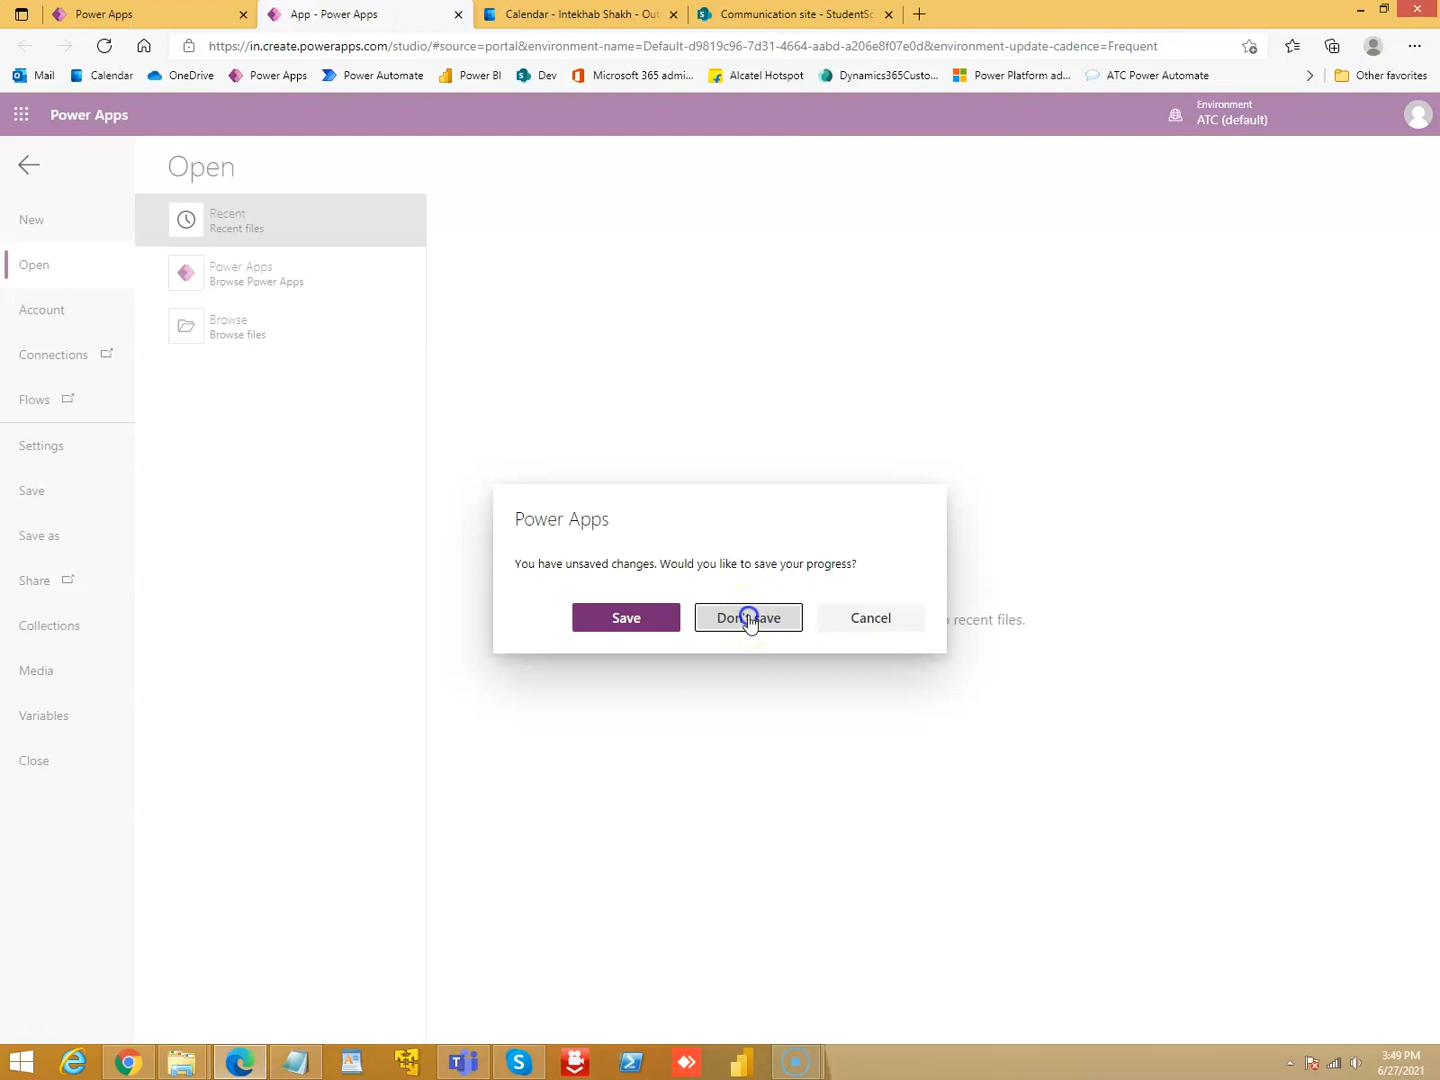 Power Apps
App - Power Apps
Calendar - Intekhab Shakh - Out
Communication site - StudentSc
https://in.create.powerapps.com/studio/#source=portal&environment-name=Default-d9819c96-7d31-4664-aabd-a206e8f07e0d&environment-update-cadence=Frequent
Mail
Calendar
OneDrive
Power Apps
Power Automate
Power BI
Dev
Microsoft 365 admi...
Alcatel Hotspot
Dynamics365Custo...
Power Platform ad...
ATC Power Automate
Other favorites
Power Apps
Environment
ATC (default)
Open
New
Open
Account
Connections
Flows
Settings
Save
Save as
Share
Collections
Media
Variables
Close
Recent
Recent files
Power Apps
Browse Power Apps
Browse
Browse files
Power Apps
You have unsaved changes. Would you like to save your progress?
Save
Don't save
Cancel
recent files.
3:49 PM
6/27/2021